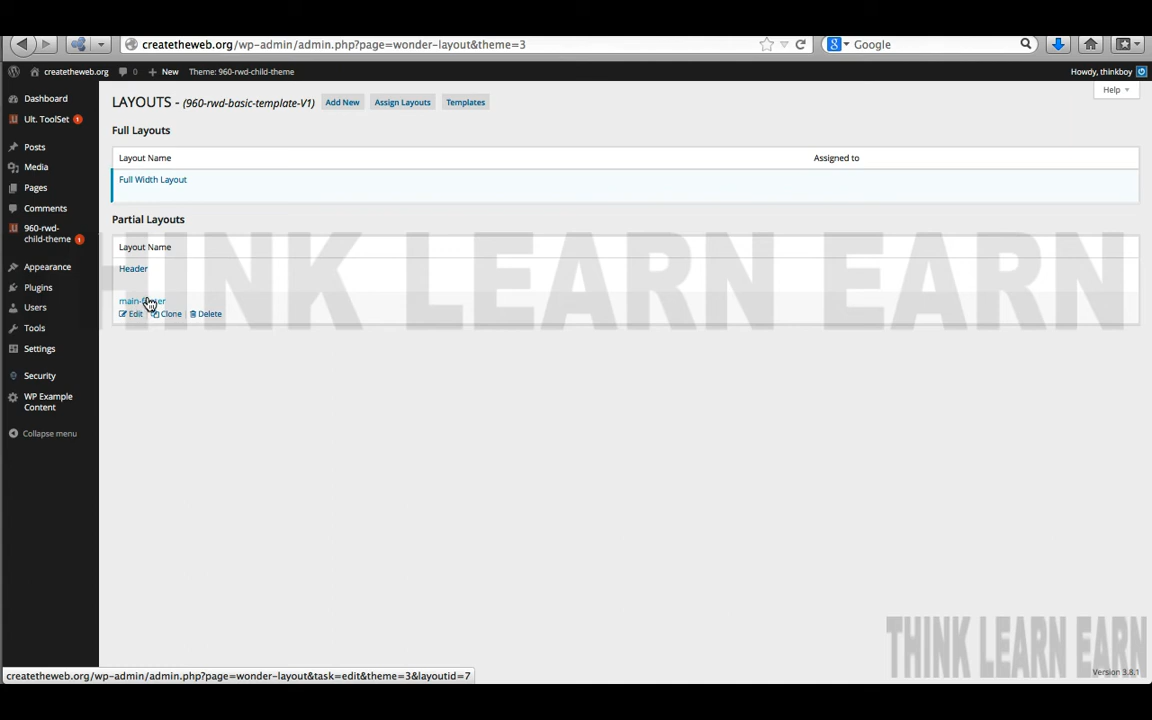 createtheweb.org/wp-admin/admin.php?page=wonder-layout&theme=3
Google
createtheweb.org 0 New Theme: 960-rwd-child-theme Howdy, thinkboy
Help
Dashboard
Ult. ToolSet 1
Posts
Media
Pages
Comments
960-rwd-
child-theme 1
Appearance
Plugins
Users
Tools
Settings
Security
WP Example
Content
Collapse menu
LAYOUTS - (960-rwd-basic-template-V1) Add New Assign Layouts Templates
Full Layouts
Layout Name Assigned to
Full Width Layout
Partial Layouts
Layout Name
Header
Edit Clone Delete
THINK LEARN EARN
THINK LEARN EARN
Version 3.8.1
createtheweb.org/wp-admin/admin.php?page=wonder-layout&task=edit&theme=3&layoutid=7